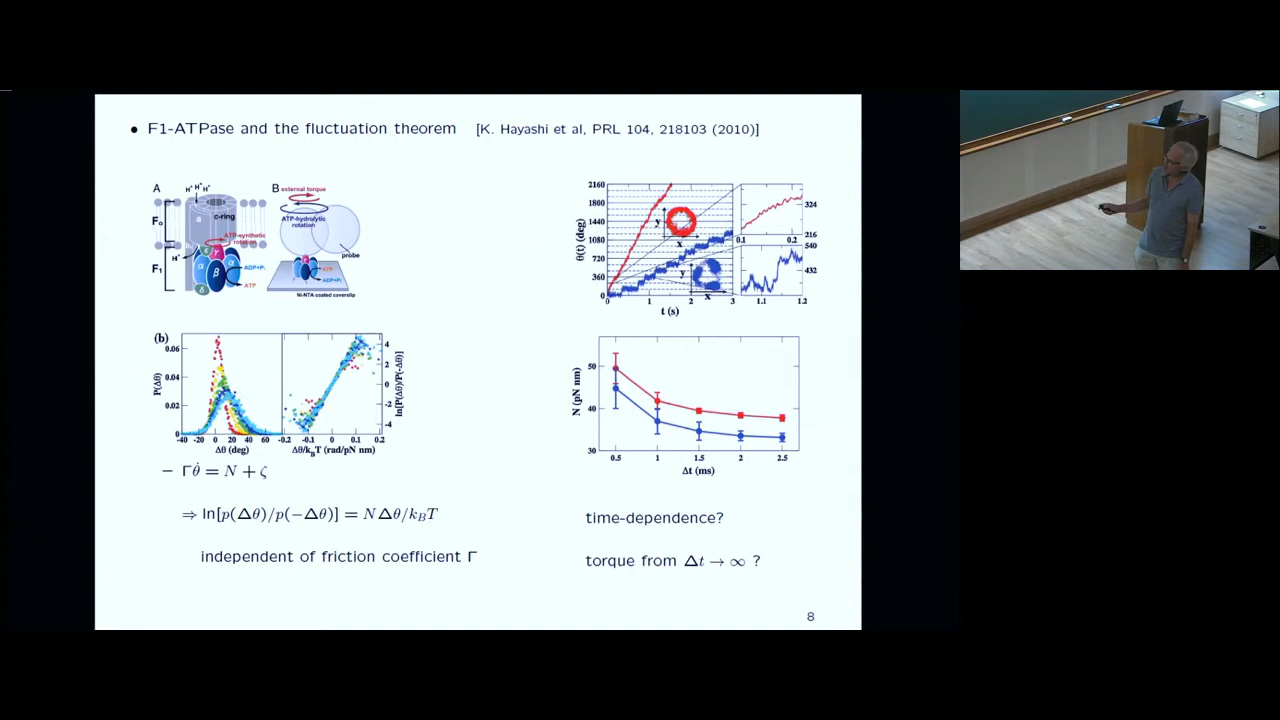 • F1-ATPase and the fluctuation theorem [K. Hayashi et al, PRL 104, 218103 (2010)]
A
H⁺ H⁺ H⁺
a
c-ring
F₀
ATP-synthetic
rotation
H⁺
F₁
α
β
α
δ
ADP+Pᵢ
ATP
B
external torque
ATP-hydrolytic
rotation
probe
ATP
ADP+Pᵢ
Ni-NTA coated coverslip
2160
1800
1440
1080
720
360
0
θ(t) (deg)
0 1 2 3
t (s)
y
x
y
x
324
216
0.1 0.2
540
432
1.1 1.2
(b)
0.06
0.04
0.02
0
P(Δθ)
-40 -20 0 20 40 60
Δθ (deg)
-0.2 -0.1 0 0.1 0.2
Δθ/k_BT (rad/pN nm)
4
2
0
-2
-4
ln[P(Δθ)/P(-Δθ)]
50
40
30
N (pN nm)
0.5 1 1.5 2 2.5
Δt (ms)
– Γθ̇ = N + ζ
⇒ ln[p(Δθ)/p(−Δθ)] = NΔθ/k_BT
independent of friction coefficient Γ
time-dependence?
torque from Δt → ∞ ?
8